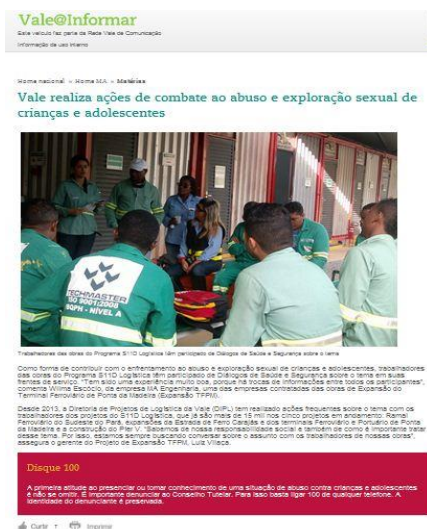 Vale@Informar
Este veículo faz parte da Rede Vale de Comunicação
Informação de uso interno
Home nacional » Home MA » Matérias
Vale realiza ações de combate ao abuso e exploração sexual de
crianças e adolescentes
TECHMASTER
ISO 9001:2008
PBQPH - NÍVEL A
Trabalhadores das obras do Programa S11D Logística têm participado de Diálogos de Saúde e Segurança sobre o tema
Como forma de contribuir com o enfrentamento ao abuso e exploração sexual de crianças e adolescentes, trabalhadores
das obras do Programa S11D Logística têm participado de Diálogos de Saúde e Segurança sobre o tema em suas
frentes de serviço. "Tem sido uma experiência muito boa, porque há trocas de informações entre todos os participantes",
comenta Wilma Escócio, da empresa MA Engenharia, uma das empresas contratadas das obras de Expansão do
Terminal Ferroviário de Ponta da Madeira (Expansão TFPM).
Desde 2013, a Diretoria de Projetos de Logística da Vale (DIPL) tem realizado ações frequentes sobre o tema com os
trabalhadores dos projetos do S11D Logística, que já são mais de 15 mil nos cinco projetos em andamento: Ramal
Ferroviário do Sudeste do Pará, expansões da Estrada de Ferro Carajás e dos terminais Ferroviário e Portuário de Ponta
da Madeira e a construção do Píer V. "Sabemos de nossa responsabilidade social e também de como é importante tratar
desse tema. Por isso, estamos sempre buscando conversar sobre o assunto com os trabalhadores de nossas obras",
assegura o gerente do Projeto de Expansão TFPM, Luiz Vilaça.
Disque 100
A primeira atitude ao presenciar ou tomar conhecimento de uma situação de abuso contra crianças e adolescentes
é não se omitir. É importante denunciar ao Conselho Tutelar. Para isso basta ligar 100 de qualquer telefone. A
identidade do denunciante é preservada.
Curtir 7 Imprimir